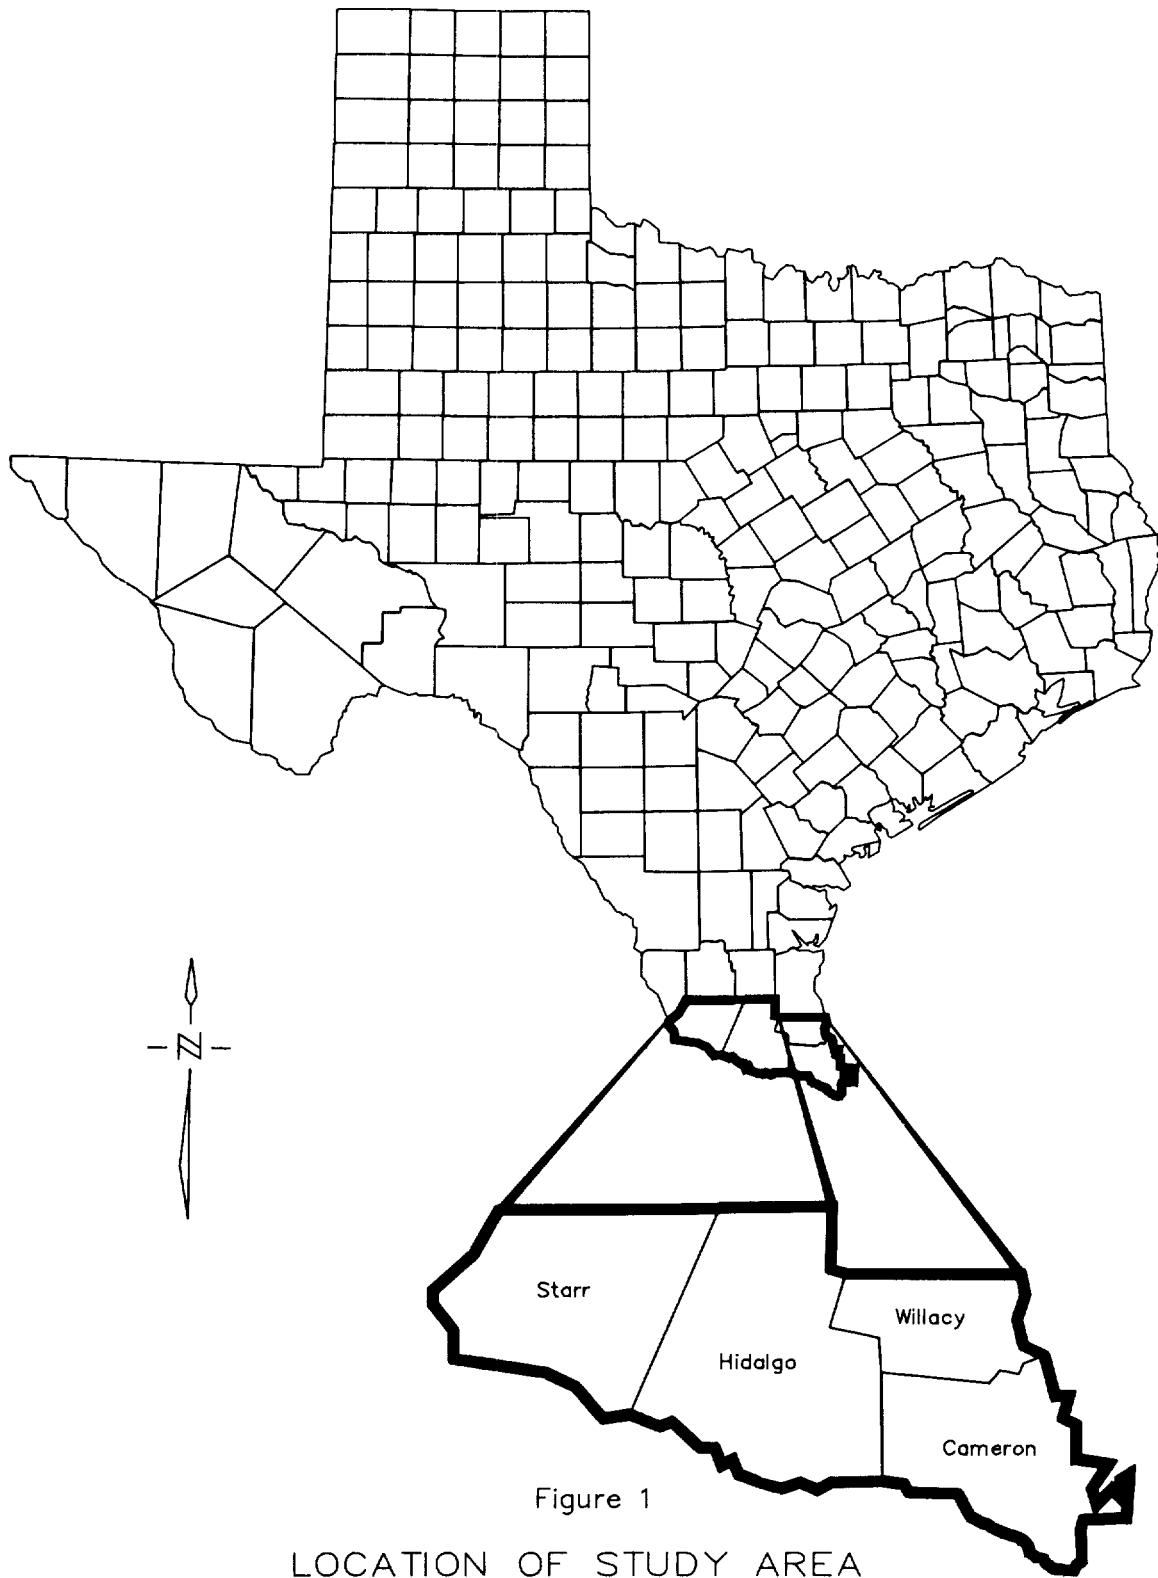 N
Starr
Willacy
Hidalgo
Cameron
Figure 1
LOCATION OF STUDY AREA